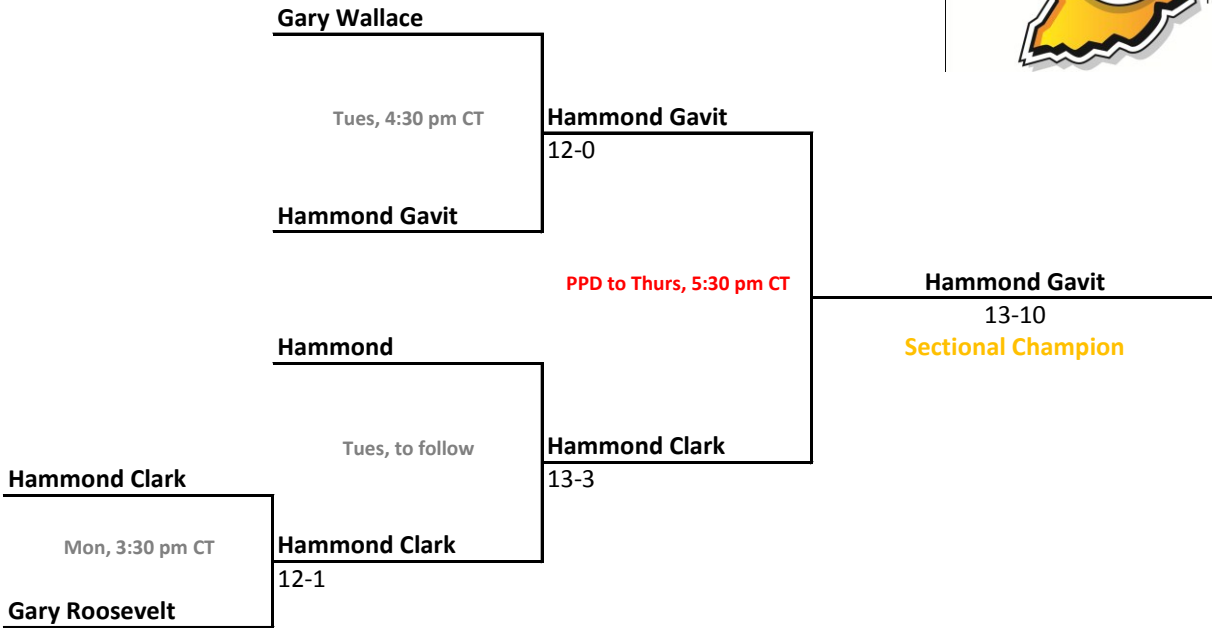 Gary Wallace
Tues, 4:30 pm CT
Hammond Gavit
12-0
Hammond Gavit
PPD to Thurs, 5:30 pm CT
Hammond Gavit
13-10
Sectional Champion
Hammond
Tues, to follow
Hammond Clark
13-3
Hammond Clark
Mon, 3:30 pm CT
Hammond Clark
12-1
Gary Roosevelt